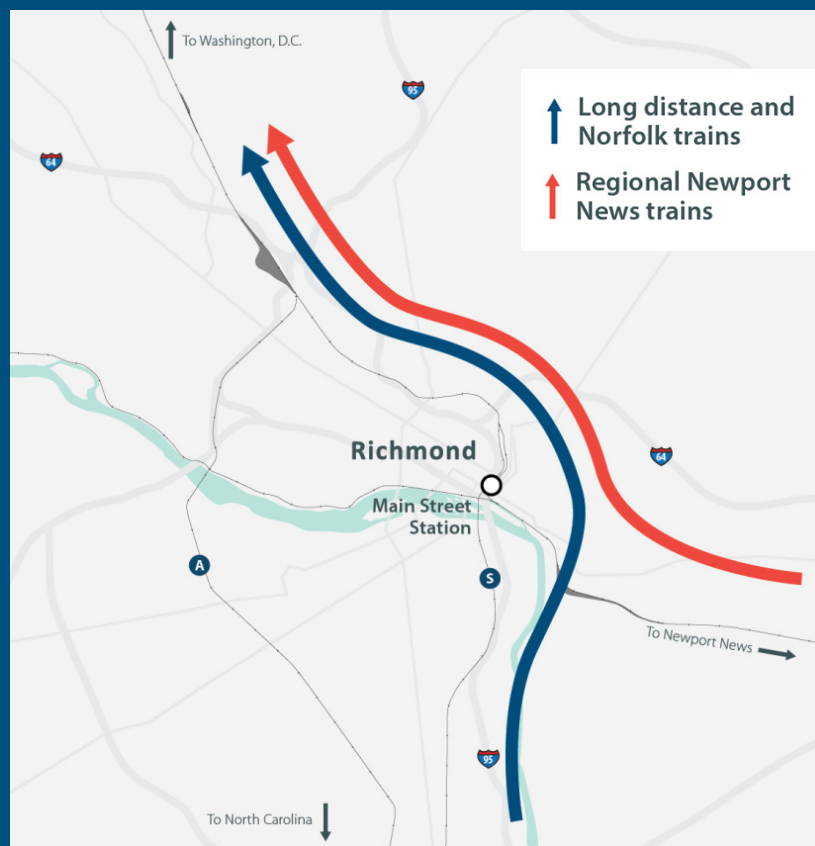 To Washington, D.C.
95
64
Long distance and
Norfolk trains
Regional Newport
News trains
Richmond
64
Main Street
Station
A
S
To Newport News
95
To North Carolina